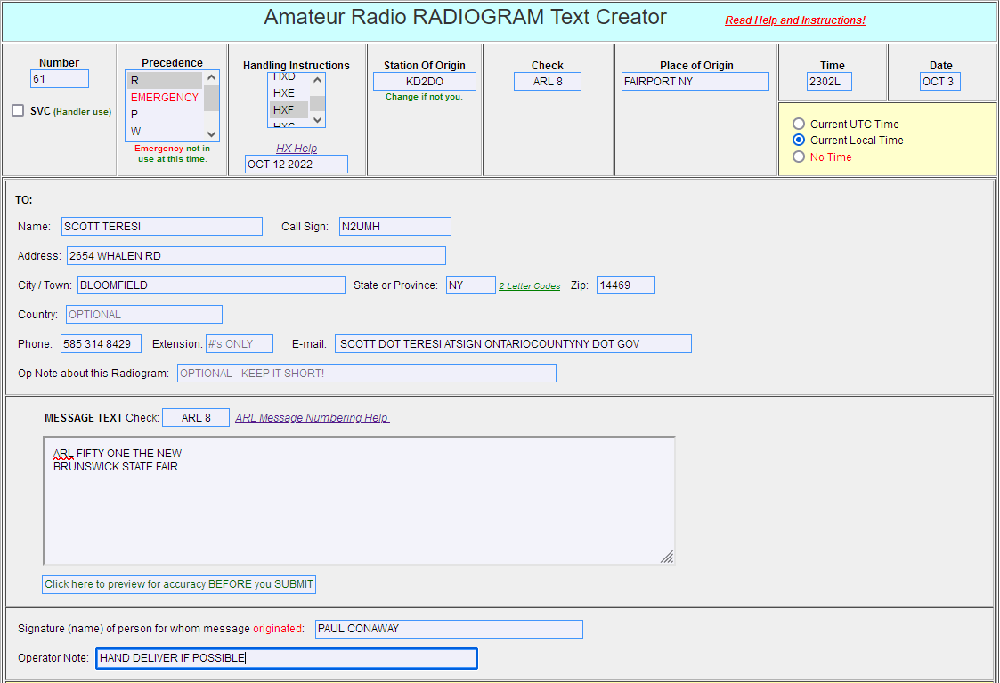 Amateur Radio RADIOGRAM Text Creator Read Help and Instructions!
Number
61
SVC (Handler use)
Precedence
R
EMERGENCY
P
W
Emergency not in
use at this time.
Handling Instructions
HXD
HXE
HXF
HXG
HX Help
OCT 12 2022
Station Of Origin
KD2DO
Change if not you.
Check
ARL 8
Place of Origin
FAIRPORT NY
Time
2302L
Date
OCT 3
Current UTC Time
Current Local Time
No Time
TO:
Name: SCOTT TERESI Call Sign: N2UMH
Address: 2654 WHALEN RD
City / Town: BLOOMFIELD State or Province: NY 2 Letter Codes Zip: 14469
Country: OPTIONAL
Phone: 585 314 8429 Extension: #'s ONLY E-mail: SCOTT DOT TERESI ATSIGN ONTARIOCOUNTYNY DOT GOV
Op Note about this Radiogram: OPTIONAL - KEEP IT SHORT!
MESSAGE TEXT Check: ARL 8 ARL Message Numbering Help
ARL FIFTY ONE THE NEW
BRUNSWICK STATE FAIR
Click here to preview for accuracy BEFORE you SUBMIT
Signature (name) of person for whom message originated: PAUL CONAWAY
Operator Note: HAND DELIVER IF POSSIBLE